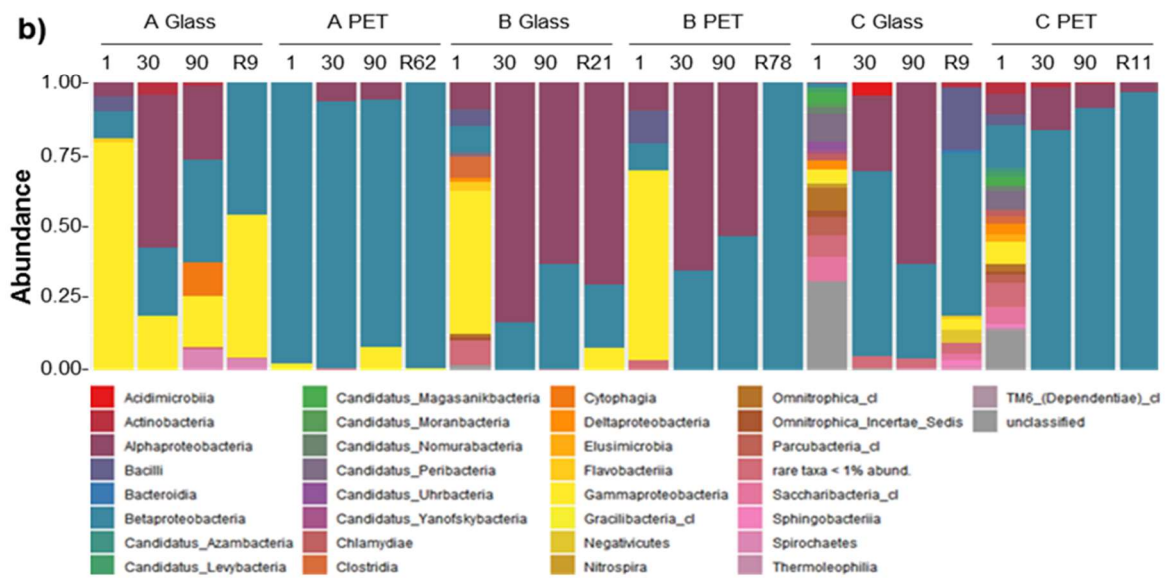 b)
A Glass A PET B Glass B PET C Glass C PET
1 30 90 R9 1 30 90 R62 1 30 90 R21 1 30 90 R78 1 30 90 R9 1 30 90 R11
1.00-
0.75-
0.50-
0.25-
0.00-
Abundance
Acidimicrobiia
Actinobacteria
Alphaproteobacteria
Bacilli
Bacteroidia
Betaproteobacteria
Candidatus_Azambacteria
Candidatus_Levybacteria
Candidatus_Magasanikbacteria
Candidatus_Moranbacteria
Candidatus_Nomurabacteria
Candidatus_Peribacteria
Candidatus_Uhrbacteria
Candidatus_Yanofskybacteria
Chlamydiae
Clostridia
Cytophagia
Deltaproteobacteria
Elusimicrobia
Flavobacteriia
Gammaproteobacteria
Gracilibacteria_cl
Negativicutes
Nitrospira
Omnitrophica_cl
Omnitrophica_Incertae_Sedis
Parcubacteria_cl
rare taxa < 1% abund.
Saccharibacteria_cl
Sphingobacteriia
Spirochaetes
Thermoleophilia
TM6_(Dependentiae)_cl
unclassified